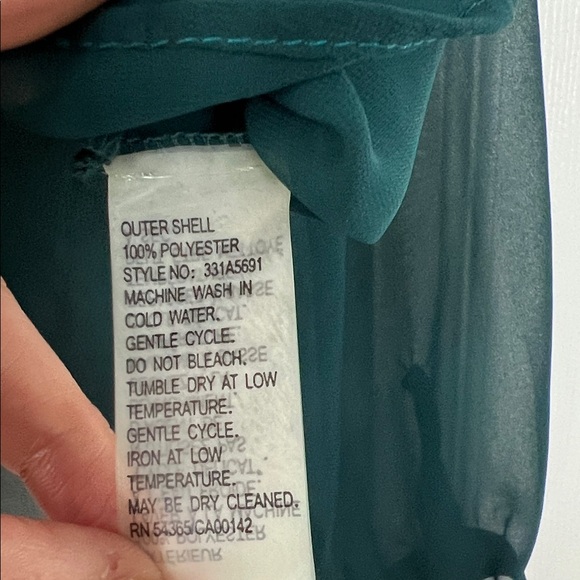 OUTER SHELL
100% POLYESTER
STYLE NO: 331A5691
MACHINE WASH IN
COLD WATER.
GENTLE CYCLE.
DO NOT BLEACH.
TUMBLE DRY AT LOW
TEMPERATURE.
GENTLE CYCLE.
IRON AT LOW
TEMPERATURE.
MAY BE DRY CLEANED.
RN 54365/CA00142